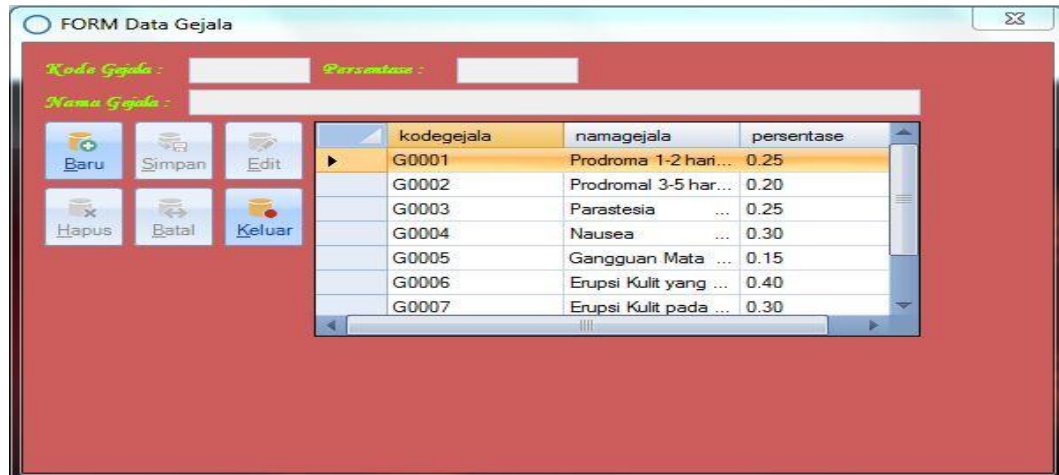 FORM Data Gejala
Kode Gejala :
Persentase :
Nama Gejala :
Baru Simpan Edit
Hapus Batal Keluar
kodegejala namagejala persentase
G0001 Prodroma 1-2 hari... 0.25
G0002 Prodromal 3-5 har... 0.20
G0003 Parastesia ... 0.25
G0004 Nausea ... 0.30
G0005 Gangguan Mata ... 0.15
G0006 Erupsi Kulit yang ... 0.40
G0007 Erupsi Kulit pada ... 0.30